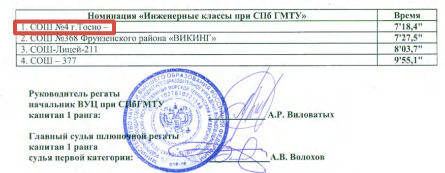 Номинация «Инженерные классы при СПб ГМТУ» Время
1. СОШ №4 г.Тосно – 7'18,4"
2. СОШ №368 Фрунзенского района «ВИКИНГ» 7'27,5"
3. СОШ-Лицей-211 8'03,7"
4. СОШ – 377 9'55,1"
Руководитель регаты
начальник ВУЦ при СПбГМТУ
капитан 1 ранга: А.Р. Виловатых
Главный судья шлюпочной регаты
капитан 1 ранга
судья первой категории: А.В. Волохов